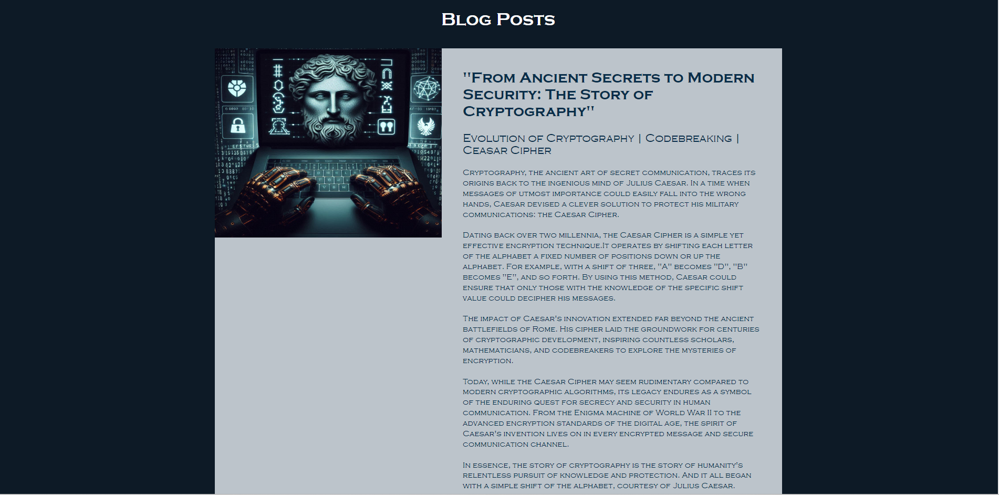 Blog Posts
"From Ancient Secrets to Modern
Security: The Story of
Cryptography"
Evolution of Cryptography | Codebreaking |
Ceasar Cipher
Cryptography, the ancient art of secret communication, traces its
origins back to the ingenious mind of Julius Caesar. In a time when
messages of utmost importance could easily fall into the wrong
hands, Caesar devised a clever solution to protect his military
communications: the Caesar Cipher.
Dating back over two millennia, the Caesar Cipher is a simple yet
effective encryption technique.It operates by shifting each letter
of the alphabet a fixed number of positions down or up the
alphabet. For example, with a shift of three, "A" becomes "D", "B"
becomes "E", and so forth. By using this method, Caesar could
ensure that only those with the knowledge of the specific shift
value could decipher his messages.
The impact of Caesar's innovation extended far beyond the ancient
battlefields of Rome. His cipher laid the groundwork for centuries
of cryptographic development, inspiring countless scholars,
mathematicians, and codebreakers to explore the mysteries of
encryption.
Today, while the Caesar Cipher may seem rudimentary compared to
modern cryptographic algorithms, its legacy endures as a symbol
of the enduring quest for secrecy and security in human
communication. From the Enigma machine of World War II to the
advanced encryption standards of the digital age, the spirit of
Caesar's invention lives on in every encrypted message and secure
communication channel.
In essence, the story of cryptography is the story of humanity's
relentless pursuit of knowledge and protection. And it all began
with a simple shift of the alphabet, courtesy of Julius Caesar.